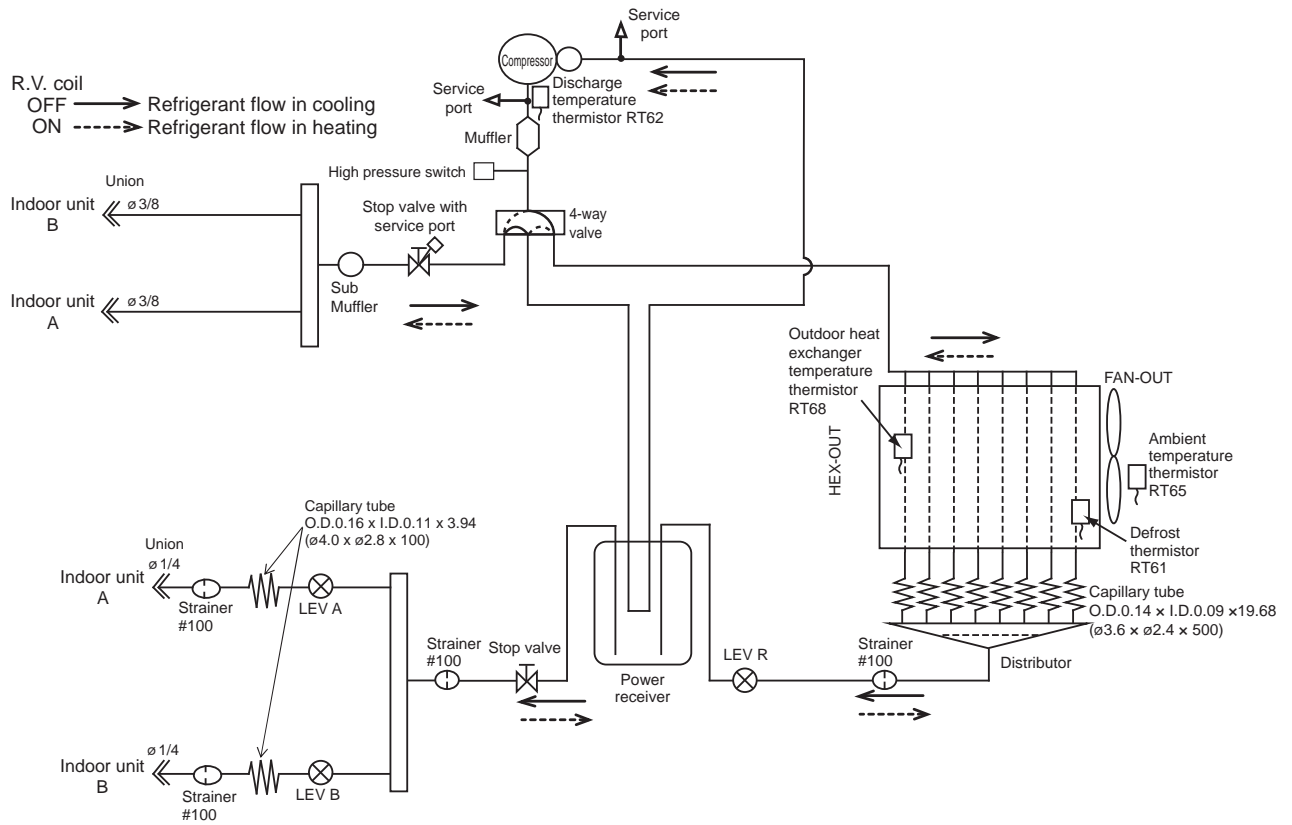 Service
port
Compressor
R.V. coil
OFF Refrigerant flow in cooling
ON Refrigerant flow in heating
Service
port
Discharge
temperature
thermistor RT62
Muffler
High pressure switch
Union
Indoor unit
B
ø 3/8
Stop valve with
service port
4-way
valve
Indoor unit
A
ø 3/8
Sub
Muffler
Outdoor heat
exchanger
temperature
thermistor
RT68
FAN-OUT
HEX-OUT
Ambient
temperature
thermistor
RT65
Defrost
thermistor
RT61
Capillary tube
O.D.0.16 x I.D.0.11 x 3.94
(ø4.0 x ø2.8 x 100)
Union
ø 1/4
Indoor unit
A
Strainer
#100
LEV A
Capillary tube
O.D.0.14 × I.D.0.09 ×19.68
(ø3.6 × ø2.4 × 500)
Strainer
#100
Stop valve
Power
receiver
LEV R
Strainer
#100
Distributor
ø 1/4
Indoor unit
B
Strainer
#100
LEV B